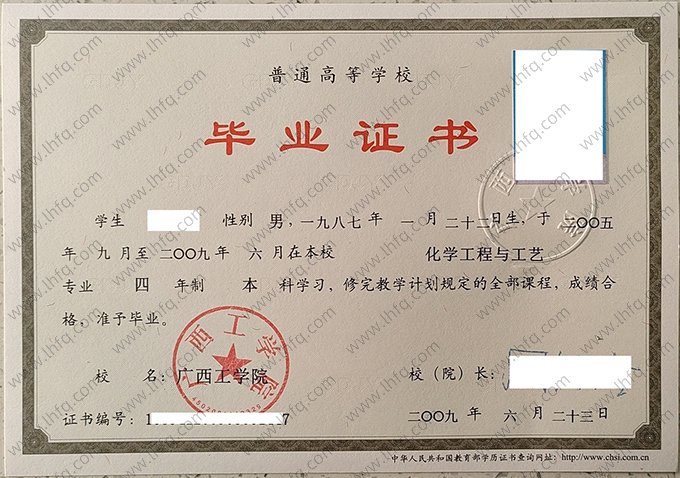 普通高等学校
毕业证书
学生 性别 男，一九八七年 一月二十二日生，于 二〇〇五
年 九月至二〇〇九年 六月在本校 化学工程与工艺
专业 四 年制 本 科学习，修完教学计划规定的全部课程，成绩合
格，准予毕业。
校 名：广西工学院
校（院）长：
证书编号：1 7
二〇〇九年 六月 二十三日
广西工学院
中华人民共和国教育部学历证书查询网址：http://www.chsi.com.cn
www.lhfq.com